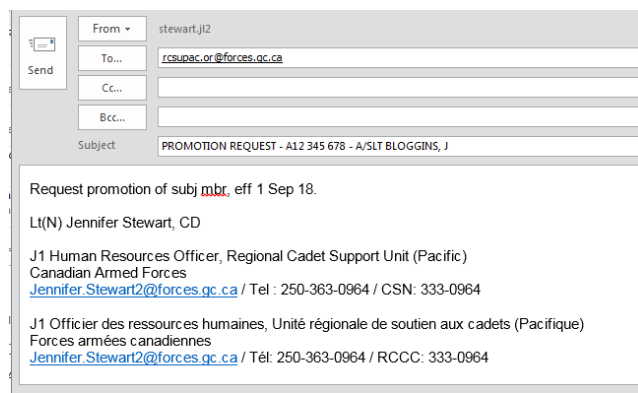 From
stewart.jl2
Send
To...
rcsupac.or@forces.gc.ca
Cc...
Bcc...
Subject
PROMOTION REQUEST - A12 345 678 - A/SLT BLOGGINS, J
Request promotion of subj mbr, eff 1 Sep 18.
Lt(N) Jennifer Stewart, CD
J1 Human Resources Officer, Regional Cadet Support Unit (Pacific)
Canadian Armed Forces
Jennifer.Stewart2@forces.gc.ca / Tel : 250-363-0964 / CSN: 333-0964
J1 Officier des ressources humaines, Unité régionale de soutien aux cadets (Pacifique)
Forces armées canadiennes
Jennifer.Stewart2@forces.gc.ca / Tél: 250-363-0964 / RCCC: 333-0964